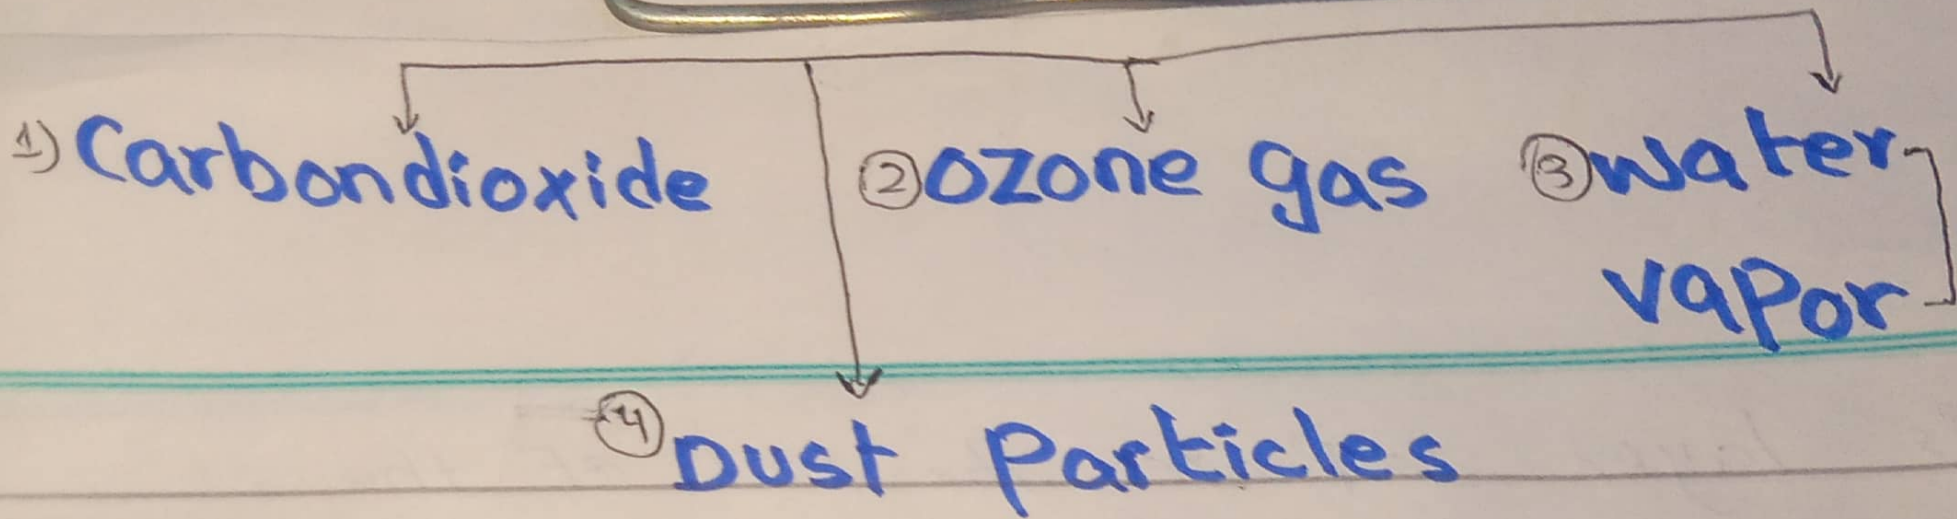 1) Carbondioxide ② ozone gas ③ water
vapor
④ Dust Particles